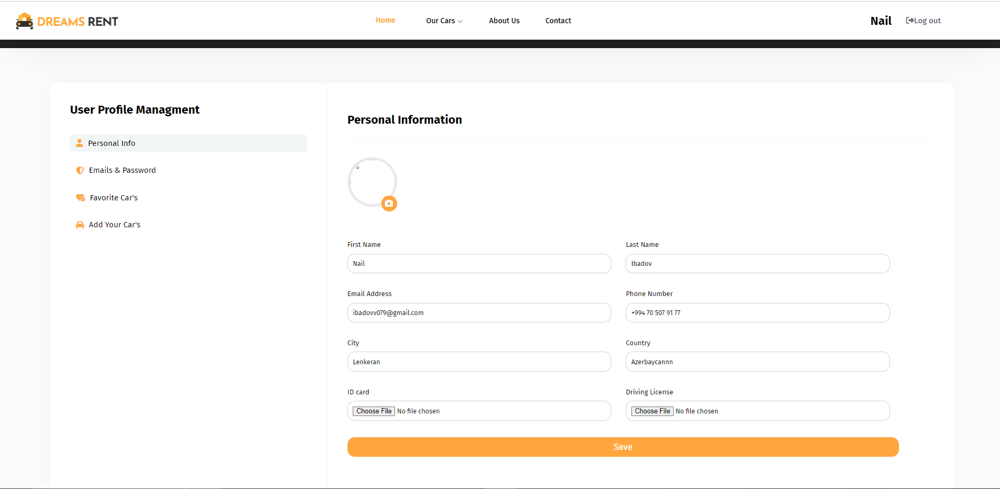 DREAMS RENT
Home
Our Cars
About Us
Contact
Nail
Log out
User Profile Managment
Personal Info
Emails & Password
Favorite Car's
Add Your Car's
Personal Information
First Name
Last Name
Nail
Ibadov
Email Address
Phone Number
ibadovv079@gmail.com
+994 70 507 91 77
City
Country
Lenkeran
Azerbaycannn
ID card
Driving License
Choose File No file chosen
Choose File No file chosen
Save